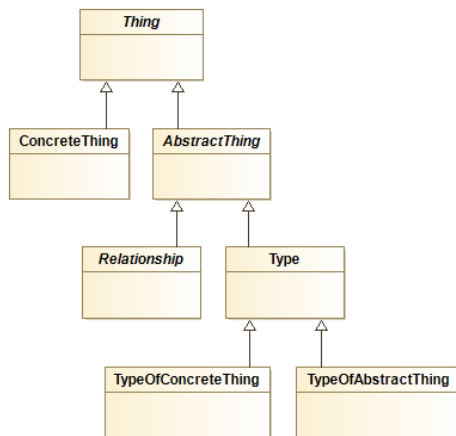 Thing
ConcreteThing
AbstractThing
Relationship
Type
TypeOfConcreteThing
TypeOfAbstractThing